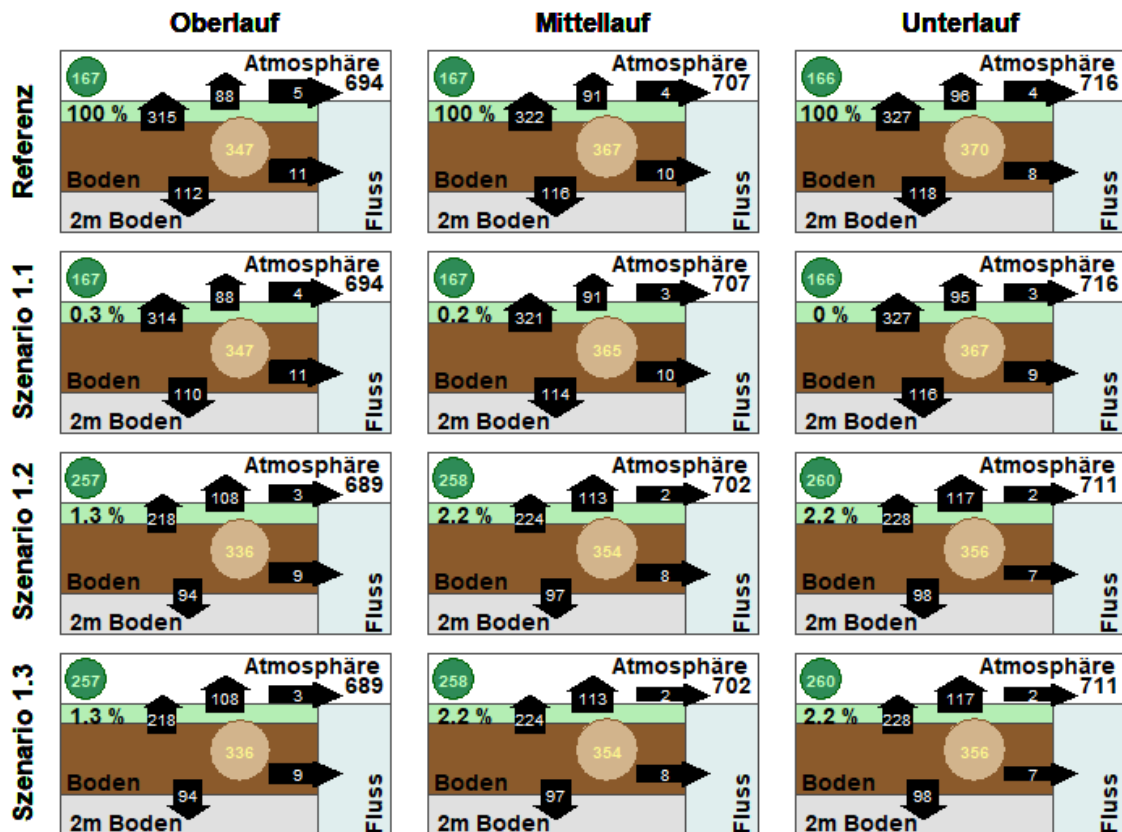 Oberlauf Mittellauf Unterlauf
Referenz
167 88 5 Atmosphäre 694
100 % 315
347
Boden 112 11
2m Boden Fluss
167 91 4 Atmosphäre 707
100 % 322
367
Boden 116 10
2m Boden Fluss
166 96 4 Atmosphäre 716
100 % 327
370
Boden 118 8
2m Boden Fluss
Szenario 1.1
167 88 4 Atmosphäre 694
0.3 % 314
347
Boden 110 11
2m Boden Fluss
167 91 3 Atmosphäre 707
0.2 % 321
365
Boden 114 10
2m Boden Fluss
166 95 3 Atmosphäre 716
0 % 327
367
Boden 116 9
2m Boden Fluss
Szenario 1.2
257 108 3 Atmosphäre 689
1.3 % 218
336
Boden 94 9
2m Boden Fluss
258 113 2 Atmosphäre 702
2.2 % 224
354
Boden 97 8
2m Boden Fluss
260 117 2 Atmosphäre 711
2.2 % 228
356
Boden 98 7
2m Boden Fluss
Szenario 1.3
257 108 3 Atmosphäre 689
1.3 % 218
336
Boden 94 9
2m Boden Fluss
258 113 2 Atmosphäre 702
2.2 % 224
354
Boden 97 8
2m Boden Fluss
260 117 2 Atmosphäre 711
2.2 % 228
356
Boden 98 7
2m Boden Fluss